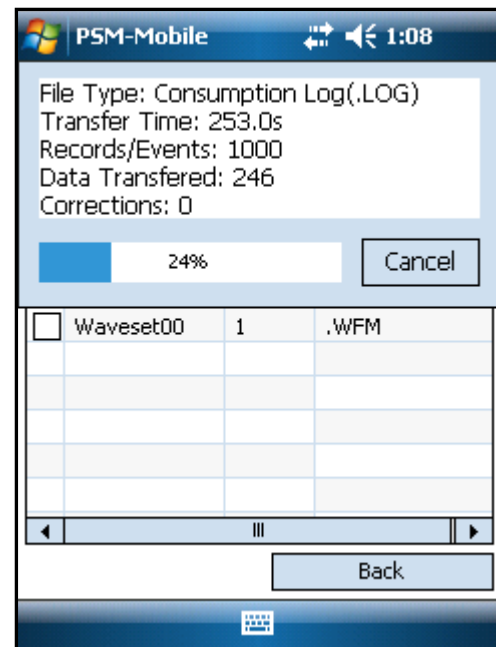 PSM-Mobile 1:08
File Type: Consumption Log(.LOG)
Transfer Time: 253.0s
Records/Events: 1000
Data Transfered: 246
Corrections: 0
24% Cancel
Waveset00 1 .WFM
Back